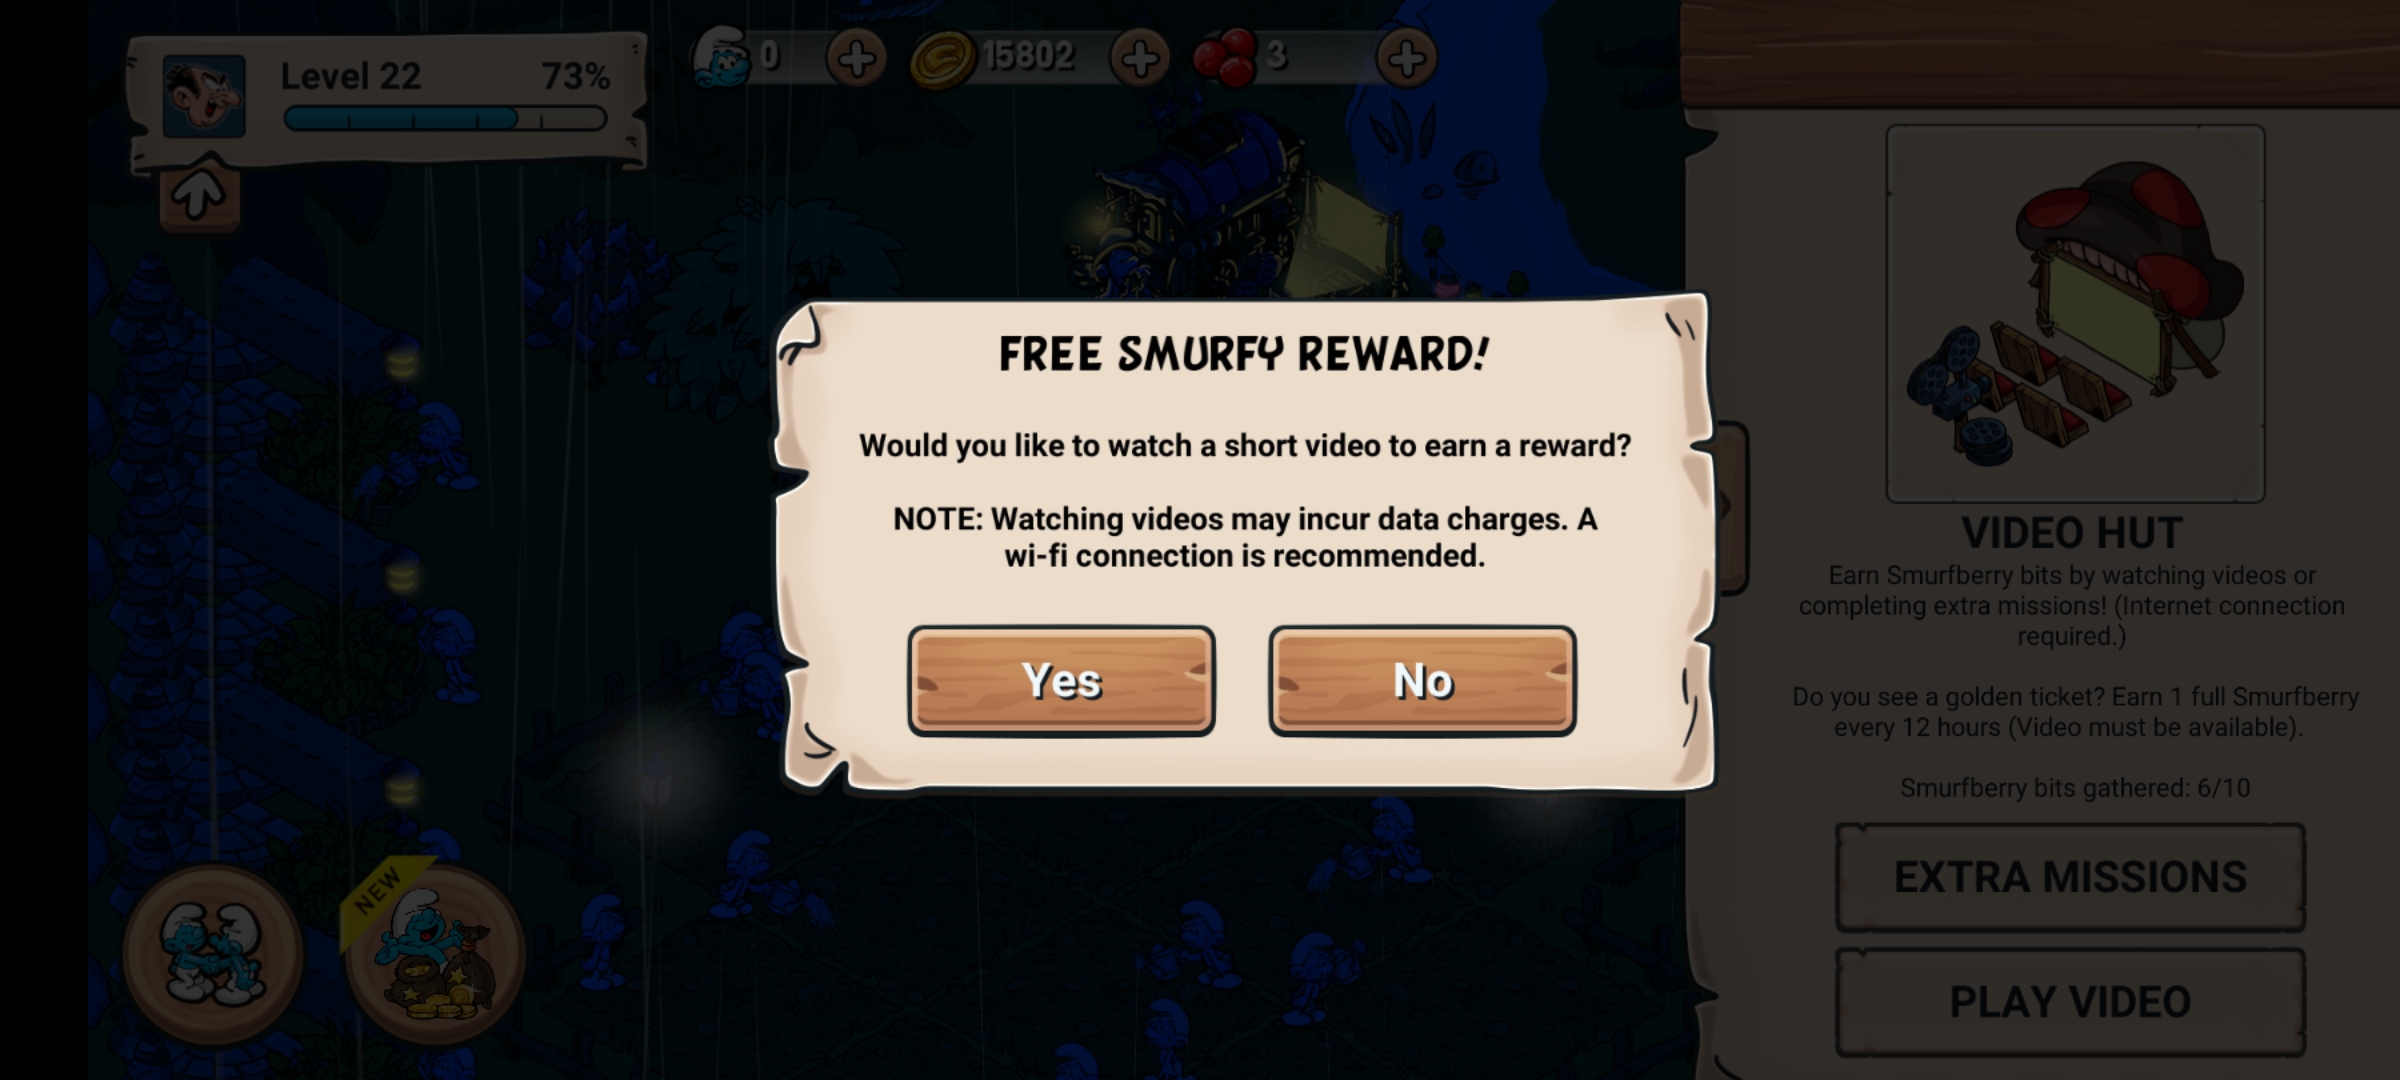 Level 22
73%
0
15802
3
FREE SMURFY REWARD!
Would you like to watch a short video to earn a reward?
NOTE: Watching videos may incur data charges. A
wi-fi connection is recommended.
Yes
No
VIDEO HUT
Earn Smurfberry bits by watching videos or
completing extra missions! (Internet connection
required.)
Do you see a golden ticket? Earn 1 full Smurfberry
every 12 hours (Video must be available).
Smurfberry bits gathered: 6/10
EXTRA MISSIONS
PLAY VIDEO
NEW